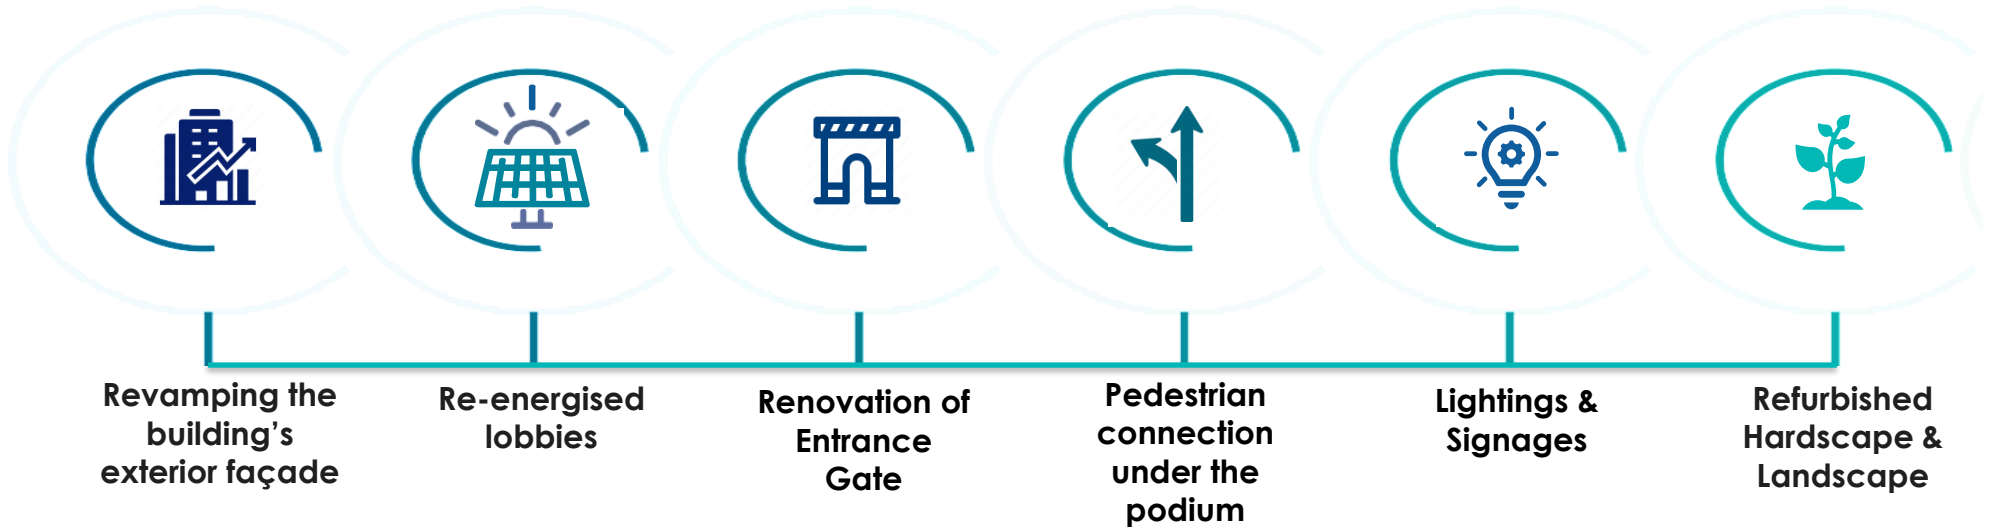 Revamping the
building’s
exterior façade
Re-energised
lobbies
Renovation of
Entrance
Gate
Pedestrian
connection
under the
podium
Lightings &
Signages
Refurbished
Hardscape &
Landscape